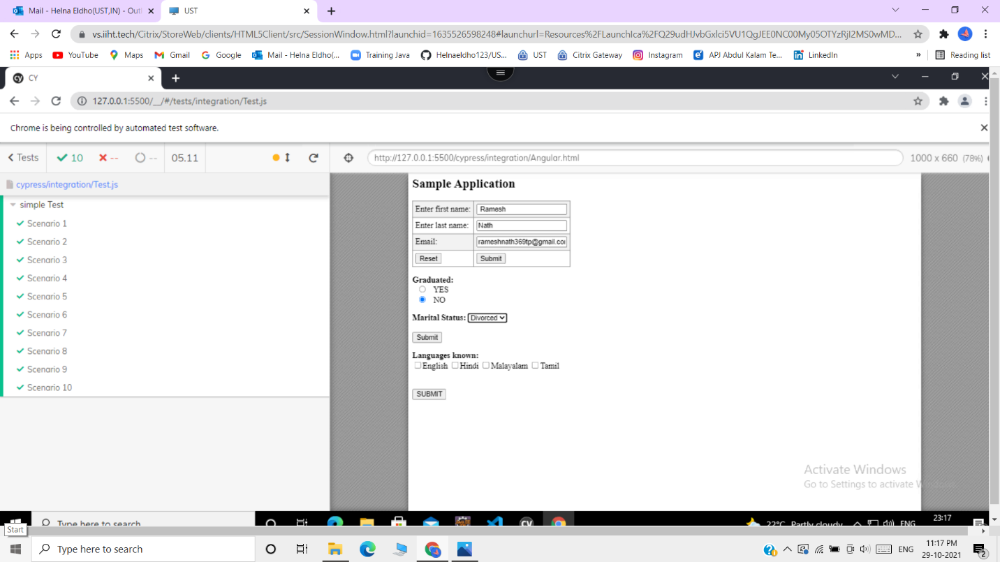 Mail - Helna Eldho(UST,IN) - Outl
UST
vs.iiht.tech/Citrix/StoreWeb/clients/HTML5Client/src/SessionWindow.html?launchid=1635526598248#launchurl=Resources%2FLaunchIca%2FQ29udHJvbGxlci5VU1QgJEE0NC00My05OTYzRjI2MS0wMD...
Apps YouTube Maps Gmail Google Mail - Helna Eldho(... Training Java Helnaeldho123/US... UST Citrix Gateway Instagram APJ Abdul Kalam Te... LinkedIn » Reading list
CY
127.0.0.1:5500/__/#/tests/integration/Test.js
Chrome is being controlled by automated test software.
Tests 10 -- -- 05.11
http://127.0.0.1:5500/cypress/integration/Angular.html 1000 x 660 (78%)
cypress/integration/Test.js
simple Test
Scenario 1
Scenario 2
Scenario 3
Scenario 4
Scenario 5
Scenario 6
Scenario 7
Scenario 8
Scenario 9
Scenario 10
Sample Application
Enter first name: Ramesh
Enter last name: Nath
Email: rameshnath369tp@gmail.co
Reset Submit
Graduated:
YES
NO
Marital Status: Divorced
Submit
Languages known:
English Hindi Malayalam Tamil
SUBMIT
Activate Windows
Go to Settings to activate Windows.
Type here to search
22°C Partly cloudy ENG 23:17
Start
Type here to search
ENG 11:17 PM
29-10-2021
2